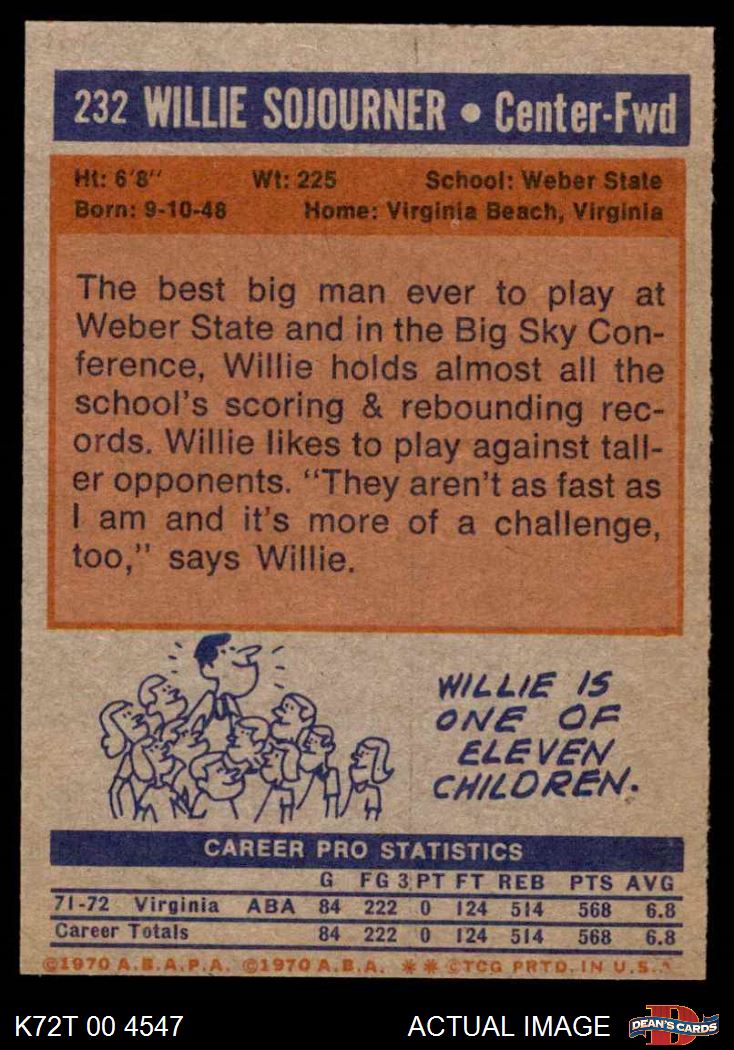 232 WILLIE SOJOURNER • Center-Fwd
Ht: 6'8" Wt: 225 School: Weber State
Born: 9-10-48 Home: Virginia Beach, Virginia
The best big man ever to play at
Weber State and in the Big Sky Con-
ference, Willie holds almost all the
school's scoring & rebounding rec-
ords. Willie likes to play against tall-
er opponents. "They aren't as fast as
I am and it's more of a challenge,
too," says Willie.
WILLIE IS
ONE OF
ELEVEN
CHILDREN.
CAREER PRO STATISTICS
G FG 3PT FT REB PTS AVG
71-72 Virginia ABA 84 222 0 124 514 568 6.8
Career Totals 84 222 0 124 514 568 6.8
©1970 A.B.A.P.A. ©1970 A.B.A. ** ©TCG PRTD. IN U.S.A
K72T 00 4547 ACTUAL IMAGE DEAN'S CARDS